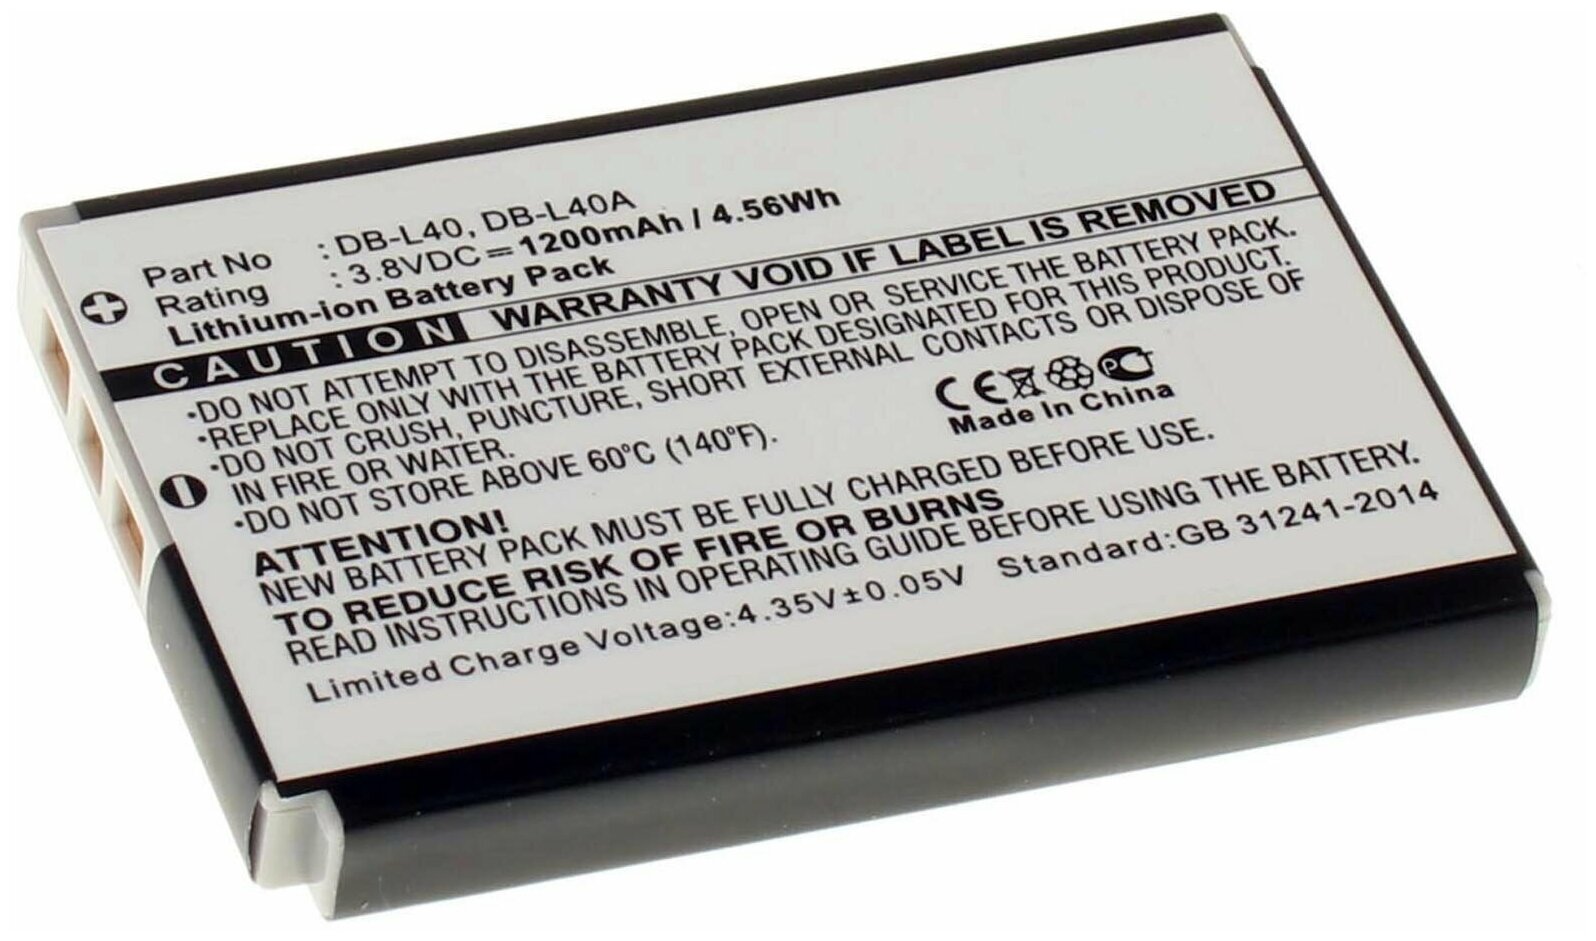 Part No : DB-L40, DB-L40A
Rating : 3.8VDC⎓1200mAh / 4.56Wh
Lithium-ion Battery Pack
CAUTION WARRANTY VOID IF LABEL IS REMOVED
•DO NOT ATTEMPT TO DISASSEMBLE, OPEN OR SERVICE THE BATTERY PACK.
•REPLACE ONLY WITH THE BATTERY PACK DESIGNATED FOR THIS PRODUCT.
•DO NOT CRUSH, PUNCTURE, SHORT EXTERNAL CONTACTS OR DISPOSE OF
IN FIRE OR WATER.
•DO NOT STORE ABOVE 60°C (140°F).
CE PCT
Made in China
ATTENTION!
NEW BATTERY PACK MUST BE FULLY CHARGED BEFORE USE.
TO REDUCE RISK OF FIRE OR BURNS
READ INSTRUCTIONS IN OPERATING GUIDE BEFORE USING THE BATTERY.
Limited Charge Voltage:4.35V±0.05V Standard:GB 31241-2014